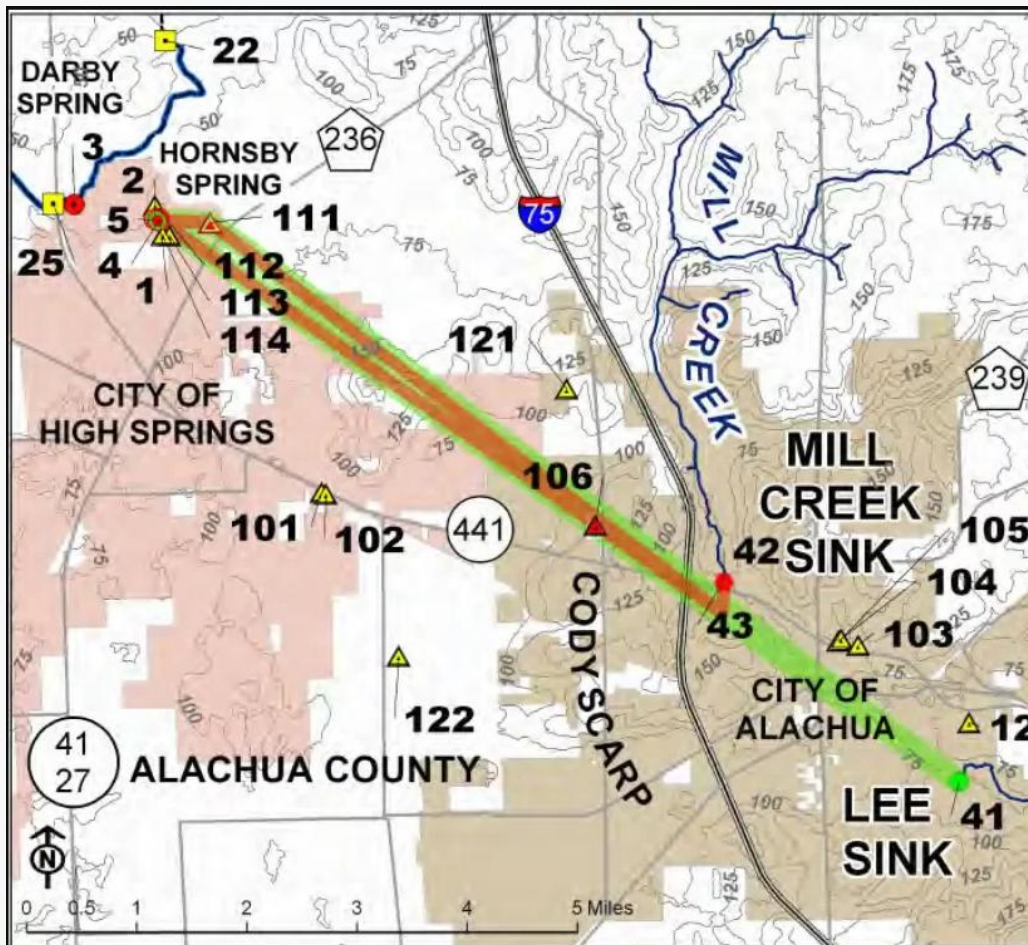 22
DARBY
SPRING
3
HORNSBY
SPRING
236
2
5
25
4
1
111
112
113
114
75
MILL
CREEK
121
239
CITY OF
HIGH SPRINGS
101
102
441
106
MILL
CREEK
SINK
42
43
105
104
103
CODY SCARP
CITY OF
ALACHUA
122
12
41
27
ALACHUA COUNTY
LEE
SINK
41
N
0 0.5 1 2 3 4 5 Miles